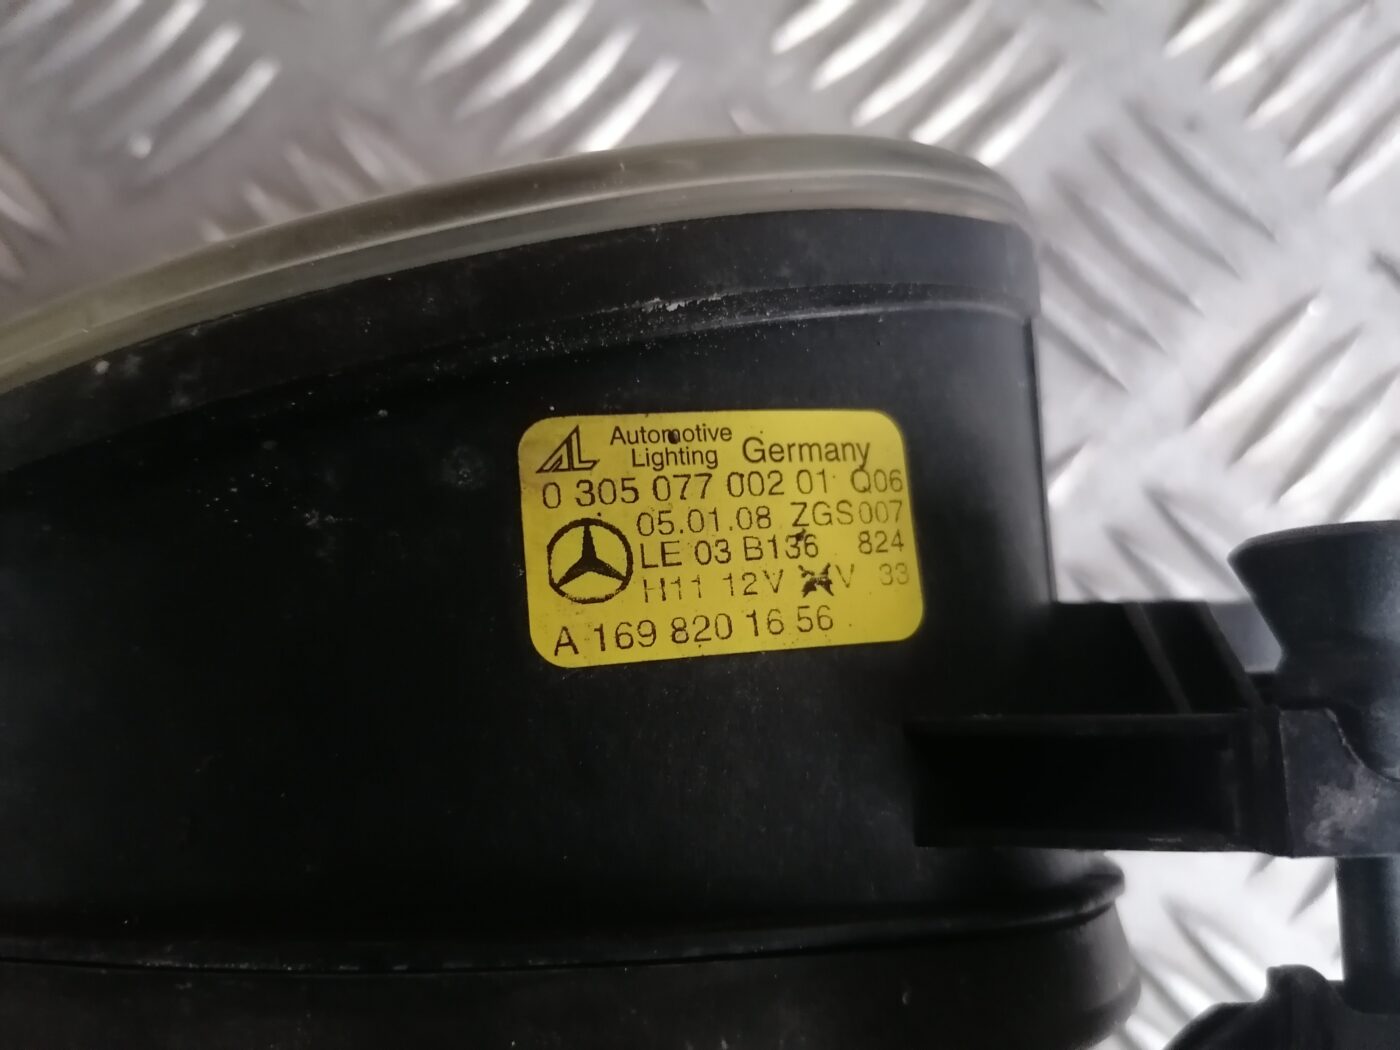 AL Automotive
Lighting Germany
0 305 077 002 01 Q06
05.01.08 ZGS007
LE 03 B136 824
H11 12V V 33
A 169 820 16 56